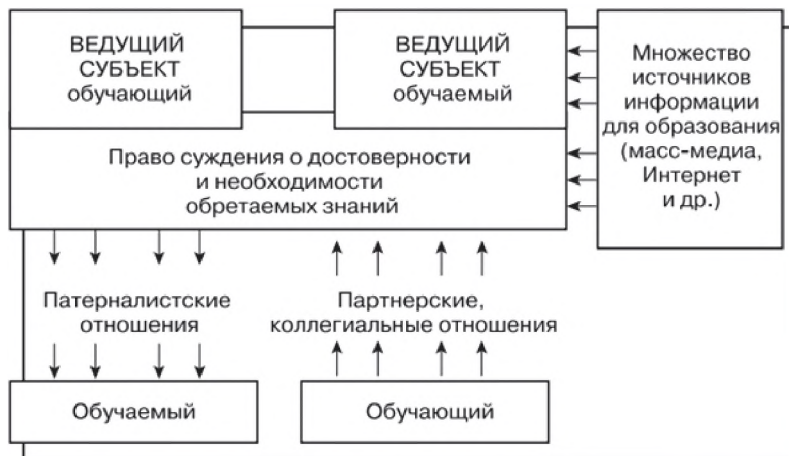 ВЕДУЩИЙ
СУБЪЕКТ
обучающий
ВЕДУЩИЙ
СУБЪЕКТ
обучаемый
Множество
источников
информации
для образования
(масс-медиа,
Интернет
и др.)
Право суждения о достоверности
и необходимости
обретаемых знаний
Патерналистские
отношения
Партнерские,
коллегиальные отношения
Обучаемый
Обучающий